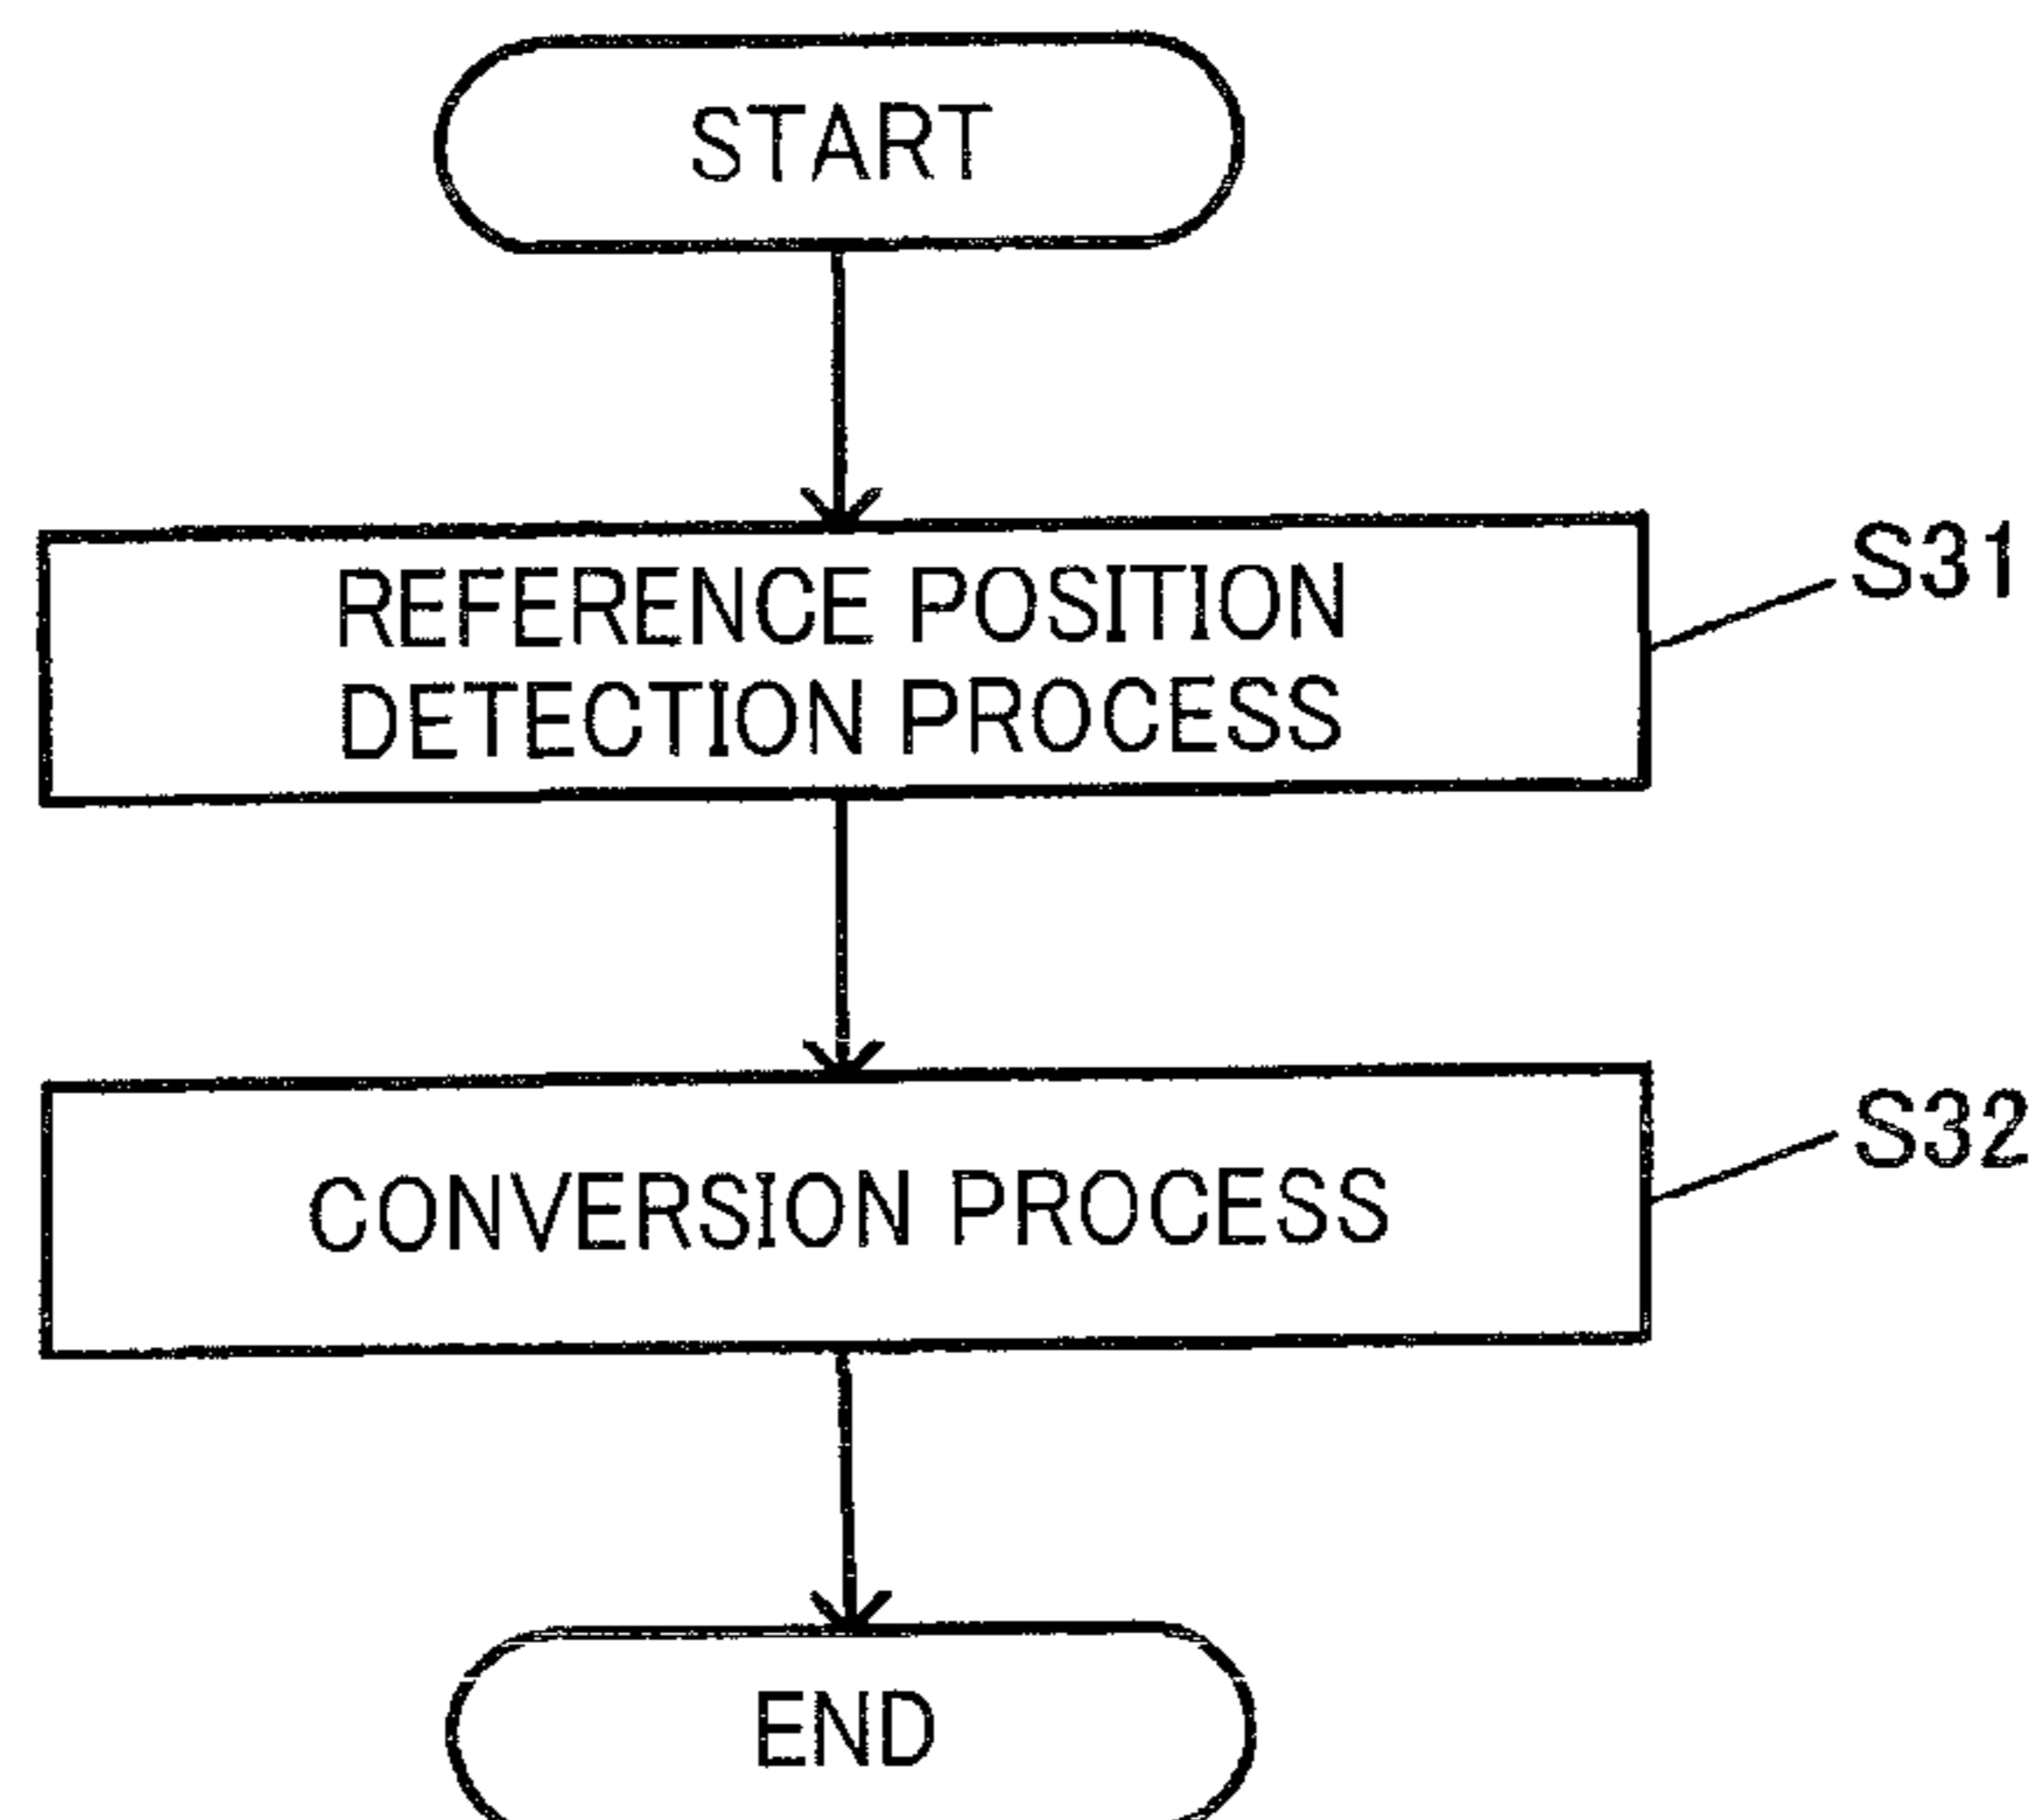 START
REFERENCE POSITION
DETECTION PROCESS
S31
CONVERSION PROCESS
S32
END